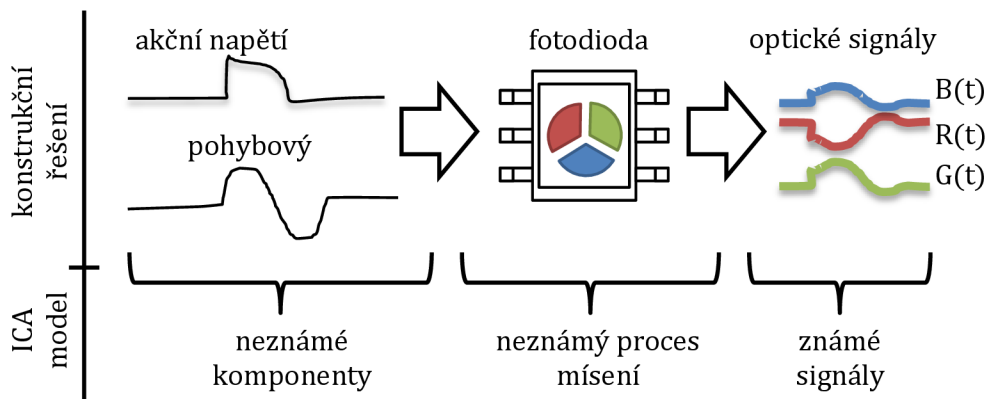 konstrukční
řešení
akční napětí
pohybový
fotodioda
optické signály
B(t)
R(t)
G(t)
ICA
model
neznámé
komponenty
neznámý proces
mísení
známé
signály